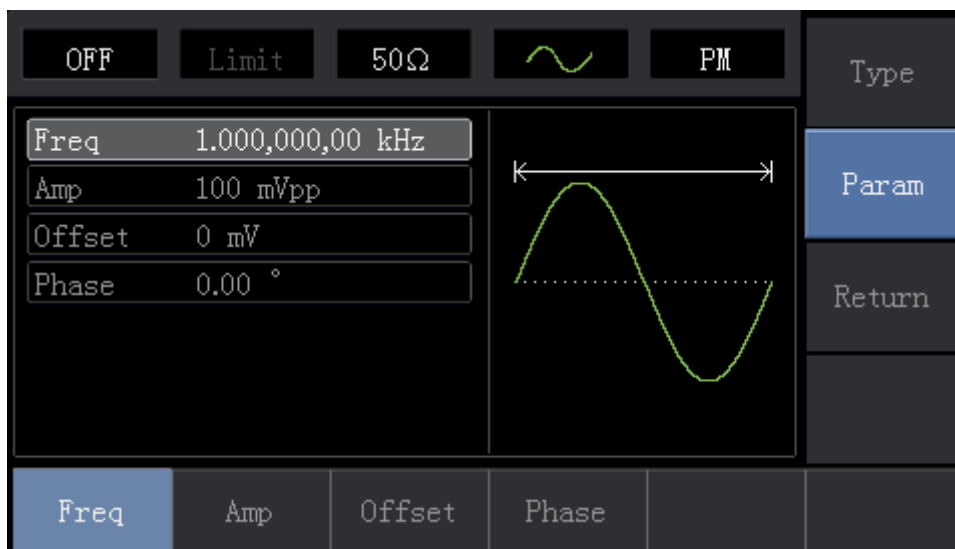 OFF Limit 50Ω PM
Type
Freq 1.000,000,00 kHz
Amp 100 mVpp
Param
Offset 0 mV
Phase 0.00 °
Return
Freq Amp Offset Phase